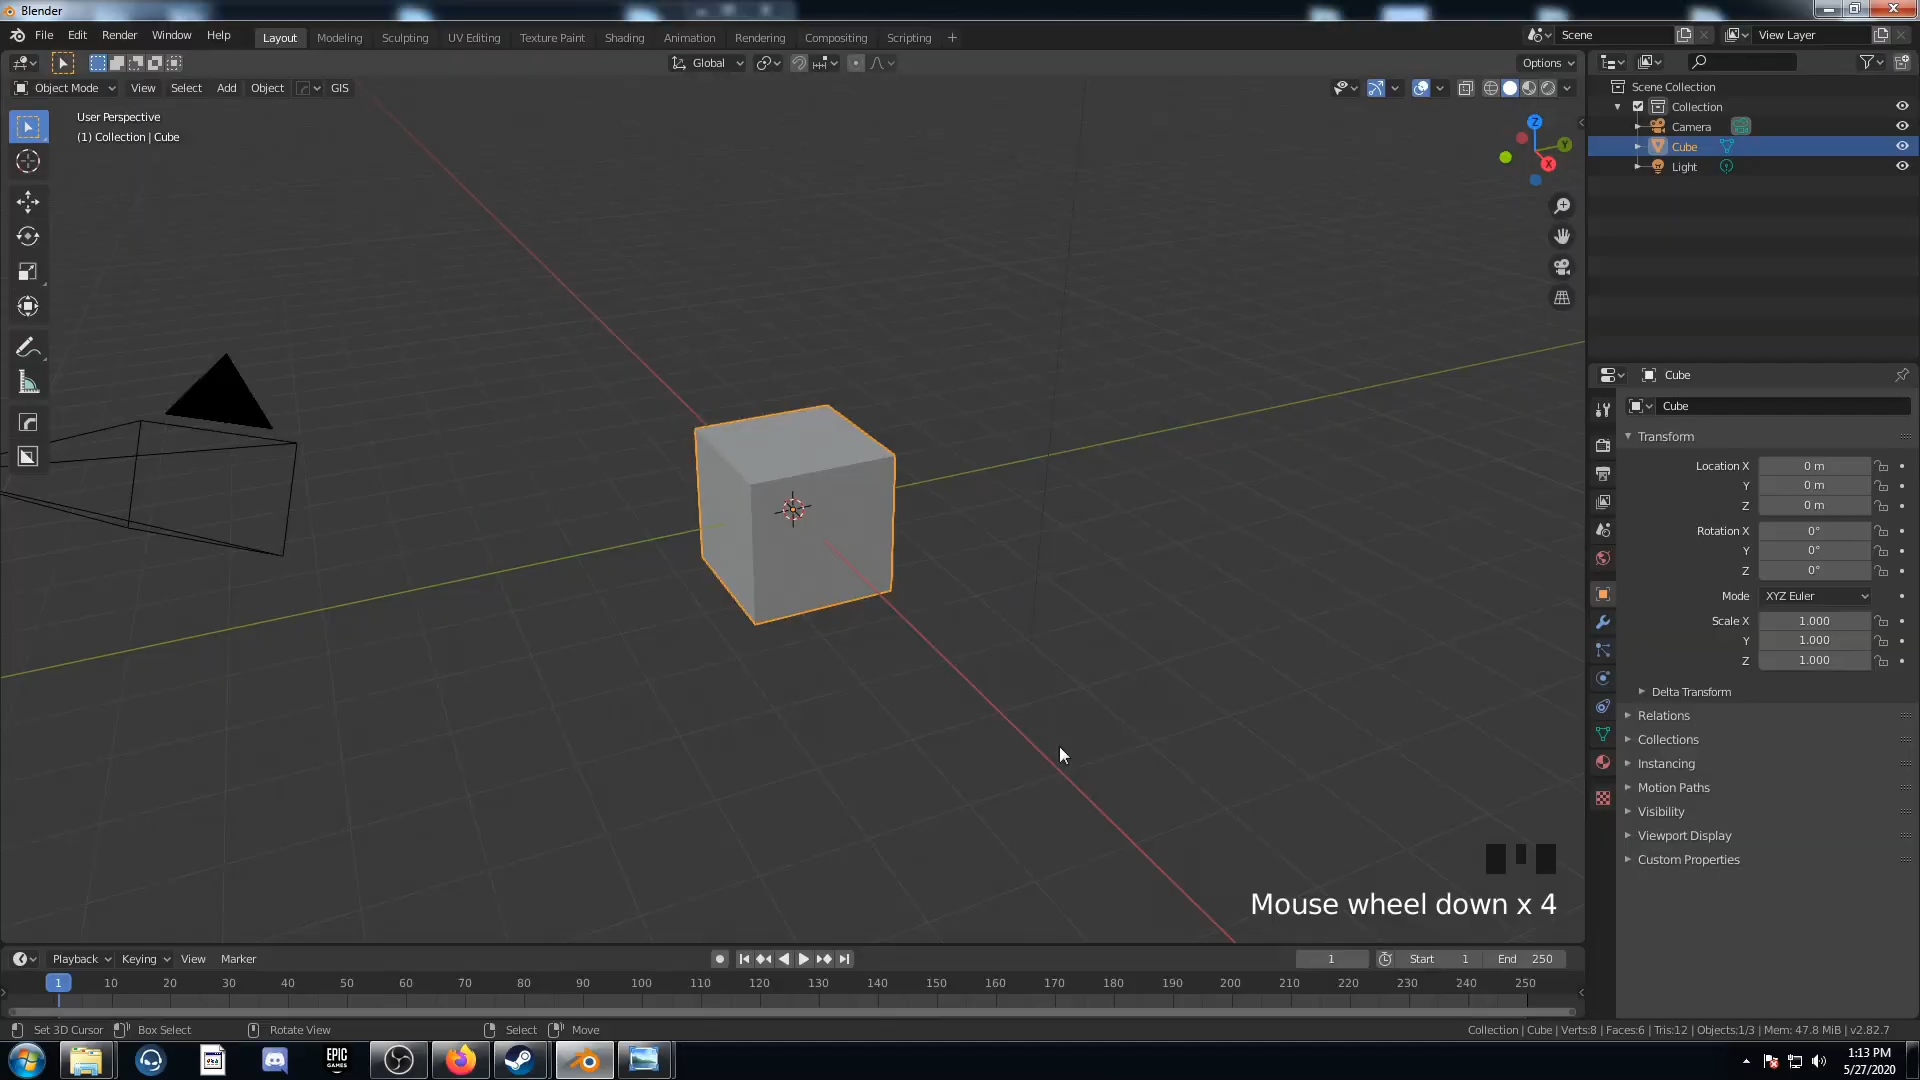 Blender
File Edit Render Window Help Layout Modeling Sculpting UV Editing Texture Paint Shading Animation Rendering Compositing Scripting + Scene View Layer
Global Options
Object Mode View Select Add Object GIS
User Perspective
(1) Collection | Cube
Z
Y
X
Scene Collection
Collection
Camera
Cube
Light
Cube
Cube
Transform
Location X 0 m
Y 0 m
Z 0 m
Rotation X 0°
Y 0°
Z 0°
Mode XYZ Euler
Scale X 1.000
Y 1.000
Z 1.000
Delta Transform
Relations
Collections
Instancing
Motion Paths
Visibility
Viewport Display
Custom Properties
Mouse wheel down x 4
Playback Keying View Marker 1 Start 1 End 250
1 10 20 30 40 50 60 70 80 90 100 110 120 130 140 150 160 170 180 190 200 210 220 230 240 250
Set 3D Cursor Box Select Rotate View Select Move Collection | Cube | Verts:8 | Faces:6 | Tris:12 | Objects:1/3 | Mem: 47.8 MiB | v2.82.7
EPIC GAMES
1:13 PM
5/27/2020